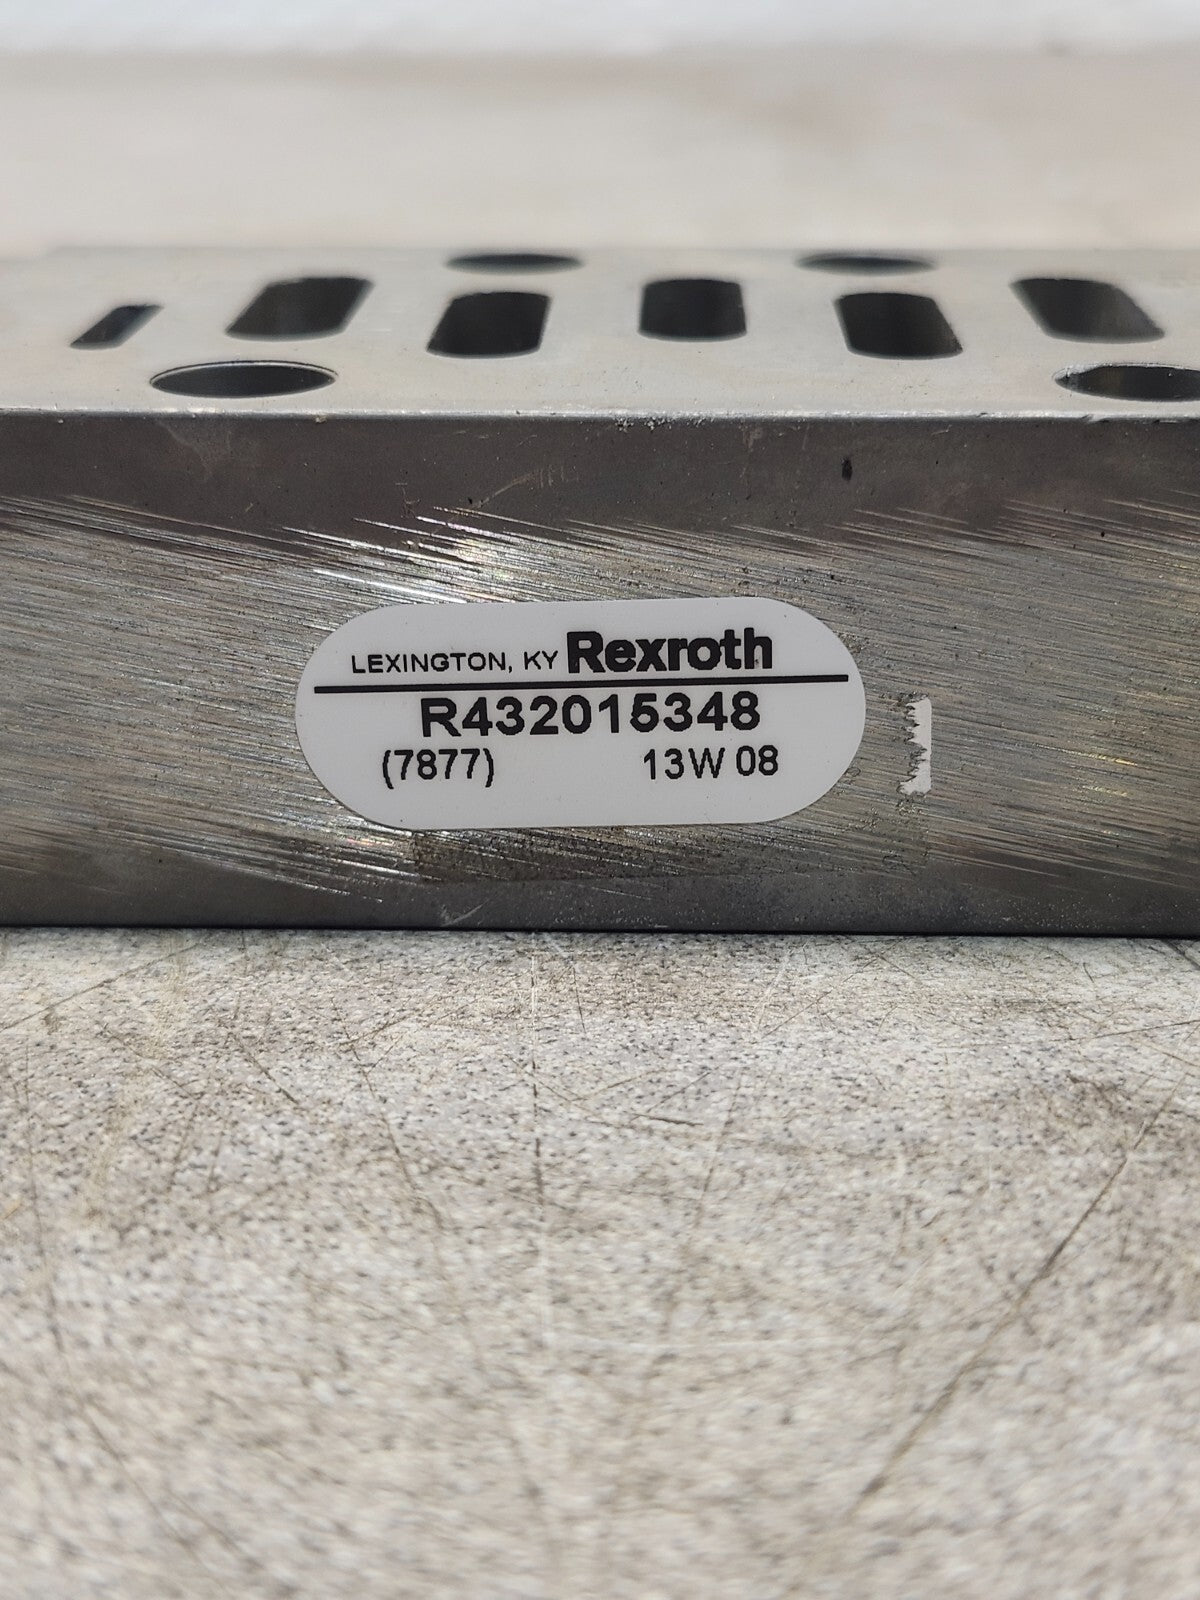 LEXINGTON, KY Rexroth
R432015348
(7877) 13W 08